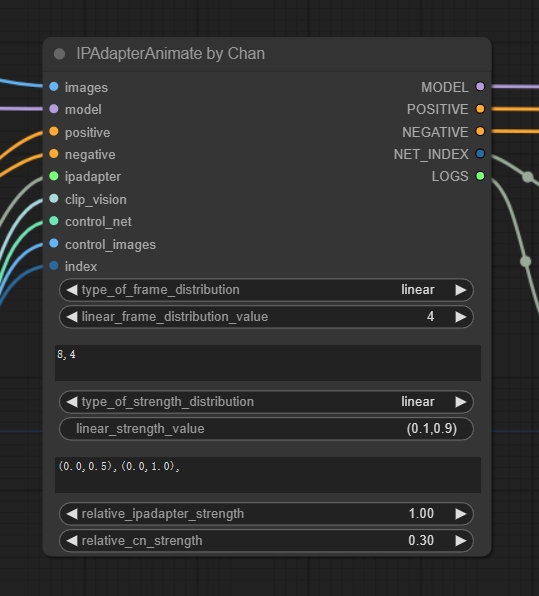 IPAdapterAnimate by Chan
images MODEL
model POSITIVE
positive NEGATIVE
negative NET_INDEX
ipadapter LOGS
clip_vision
control_net
control_images
index
type_of_frame_distribution linear
linear_frame_distribution_value 4
8,4
type_of_strength_distribution linear
linear_strength_value (0.1,0.9)
(0.0,0.5),(0.0,1.0),
relative_ipadapter_strength 1.00
relative_cn_strength 0.30